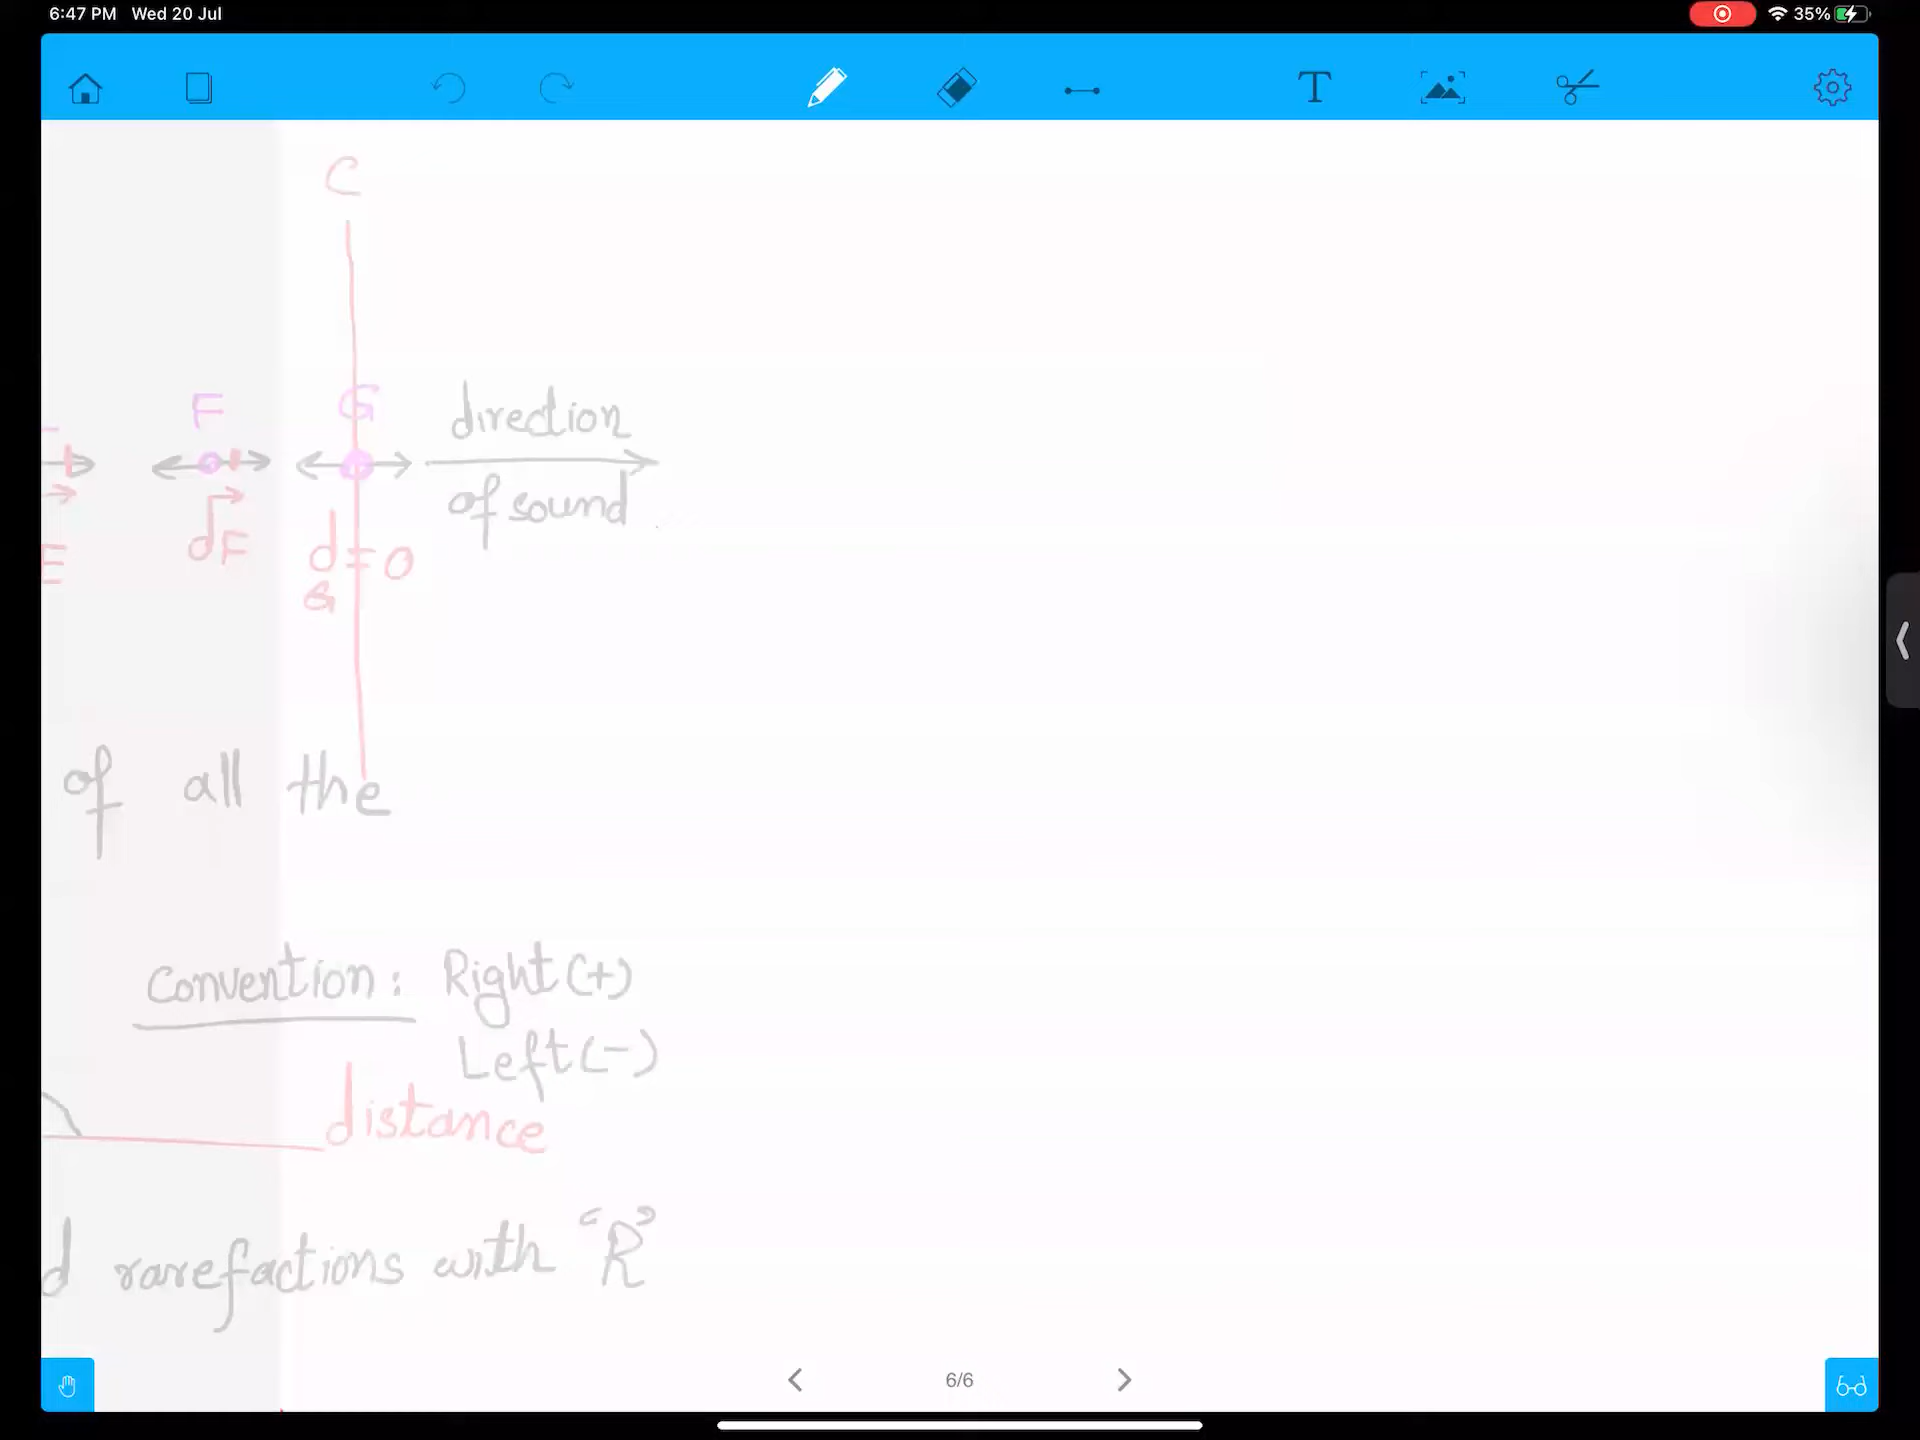 6:47 PM Wed 20 Jul
35%
T
C
F
G
direction
of sound
dF
E
d = 0
G
of all the
Convention: Right (+)
Left (-)
distance
d rarefactions with "R"
6/6